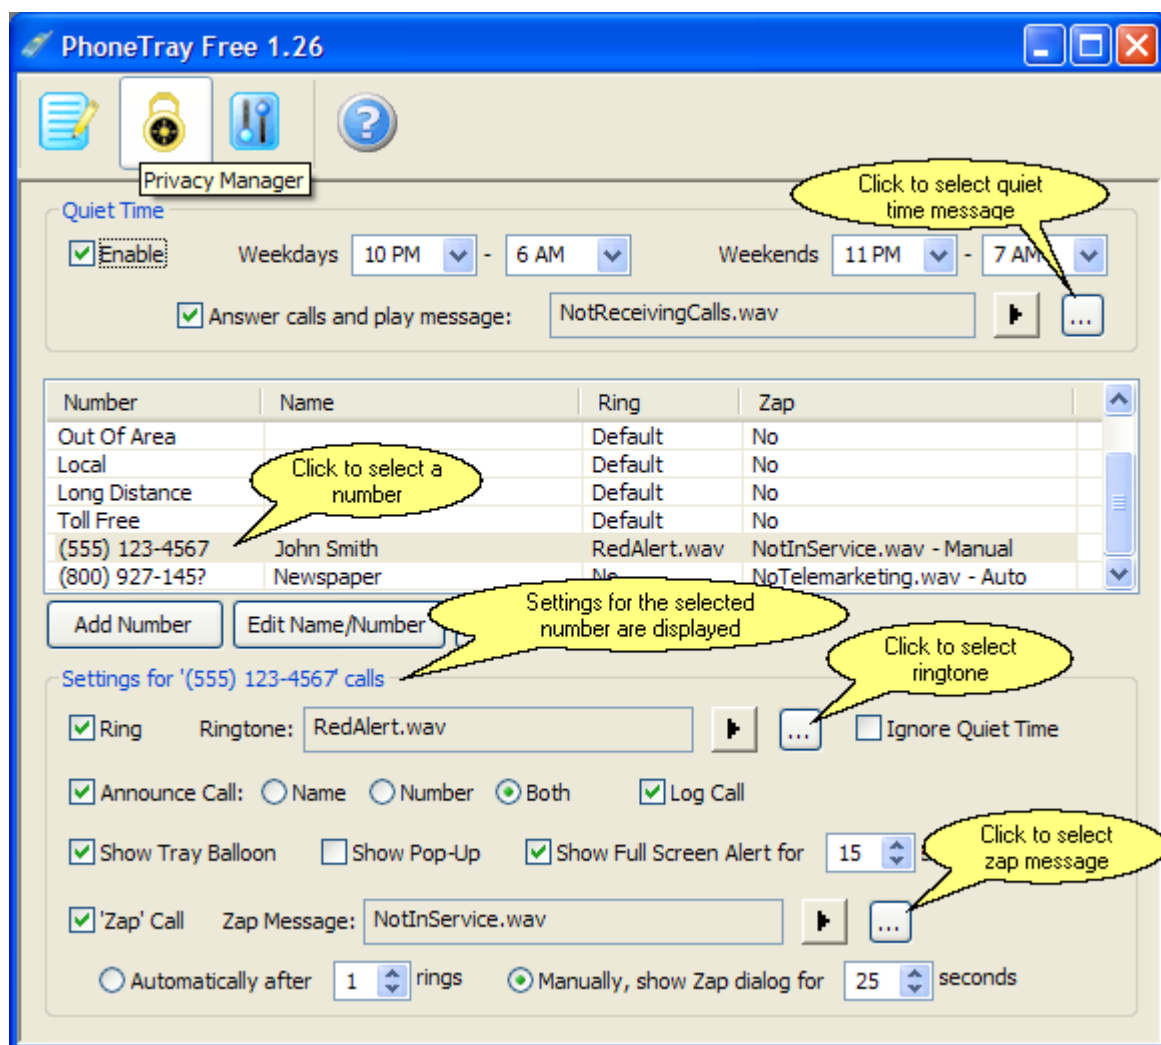 PhoneTray Free 1.26
Privacy Manager
Click to select quiet
time message
Quiet Time
Enable Weekdays 10 PM - 6 AM Weekends 11 PM - 7 AM
Answer calls and play message: NotReceivingCalls.wav ...
Number Name Ring Zap
Out Of Area Default No
Local Default No
Long Distance Default No
Toll Free Default No
(555) 123-4567 John Smith RedAlert.wav NotInService.wav - Manual
(800) 927-145? Newspaper No NoTelemarketing.wav - Auto
Click to select a
number
Add Number Edit Name/Number
Settings for the selected
number are displayed
Click to select
ringtone
Settings for '(555) 123-4567' calls
Ring Ringtone: RedAlert.wav ... Ignore Quiet Time
Announce Call: Name Number Both Log Call
Show Tray Balloon Show Pop-Up Show Full Screen Alert for 15
Click to select
zap message
'Zap' Call Zap Message: NotInService.wav ...
Automatically after 1 rings Manually, show Zap dialog for 25 seconds